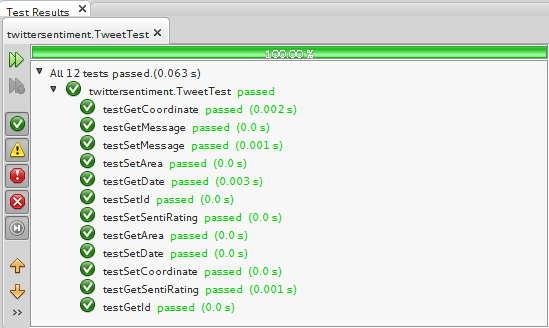 Test Results
twittersentiment.TweetTest
100.00 %
All 12 tests passed.(0.063 s)
twittersentiment.TweetTest passed
testGetCoordinate passed (0.002 s)
testGetMessage passed (0.0 s)
testSetMessage passed (0.001 s)
testSetArea passed (0.0 s)
testGetDate passed (0.003 s)
testSetId passed (0.0 s)
testSetSentiRating passed (0.0 s)
testGetArea passed (0.0 s)
testSetDate passed (0.0 s)
testSetCoordinate passed (0.0 s)
testGetSentiRating passed (0.001 s)
testGetId passed (0.0 s)